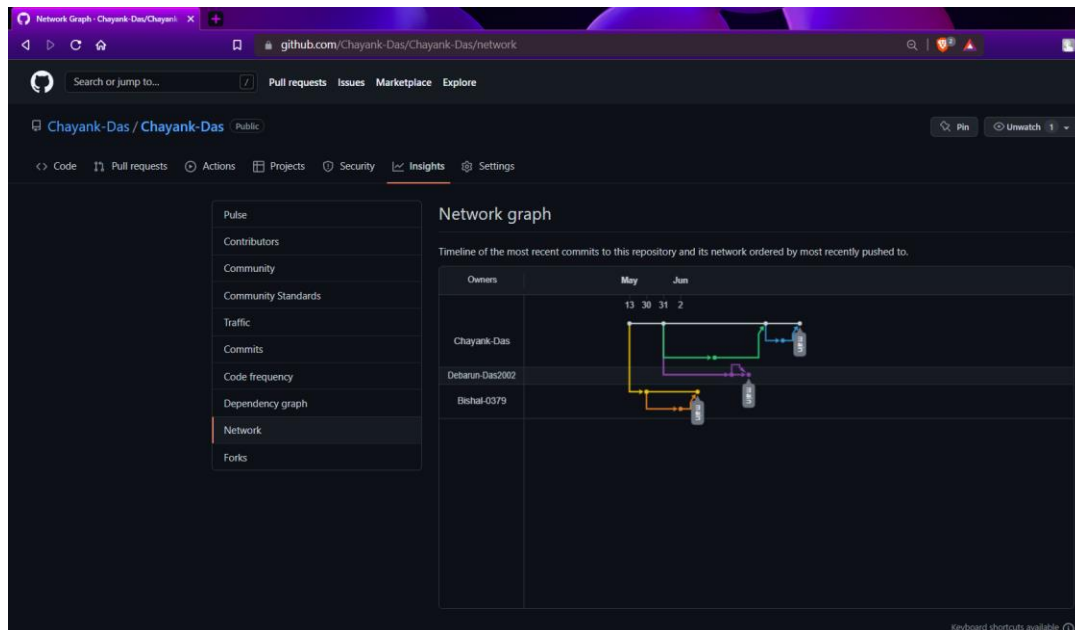 Network Graph · Chayank-Das/Chayank
github.com/Chayank-Das/Chayank-Das/network
2
Search or jump to... / Pull requests Issues Marketplace Explore
Chayank-Das / Chayank-Das Public
Pin Unwatch 1
Code Pull requests Actions Projects Security Insights Settings
Pulse
Contributors
Community
Community Standards
Traffic
Commits
Code frequency
Dependency graph
Network
Forks
Network graph
Timeline of the most recent commits to this repository and its network ordered by most recently pushed to.
Owners May Jun
13 30 31 2
Chayank-Das
main
Debarun-Das2002
main
Bishal-0379
main
Keyboard shortcuts available